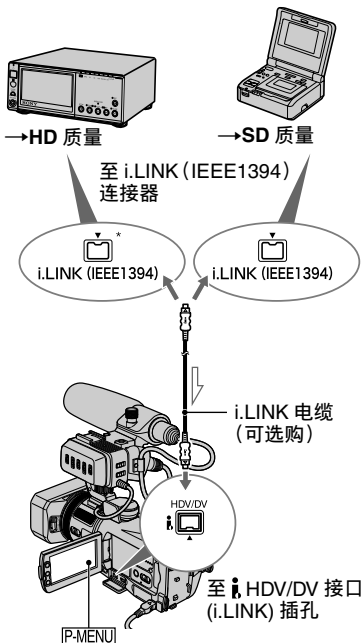 →HD 质量
→SD 质量
至 i.LINK（IEEE1394）
连接器
*
i.LINK (IEEE1394)
i.LINK (IEEE1394)
i.LINK 电缆
（可选购）
HDV/DV
i
至 i HDV/DV 接口
(i.LINK) 插孔
P-MENU